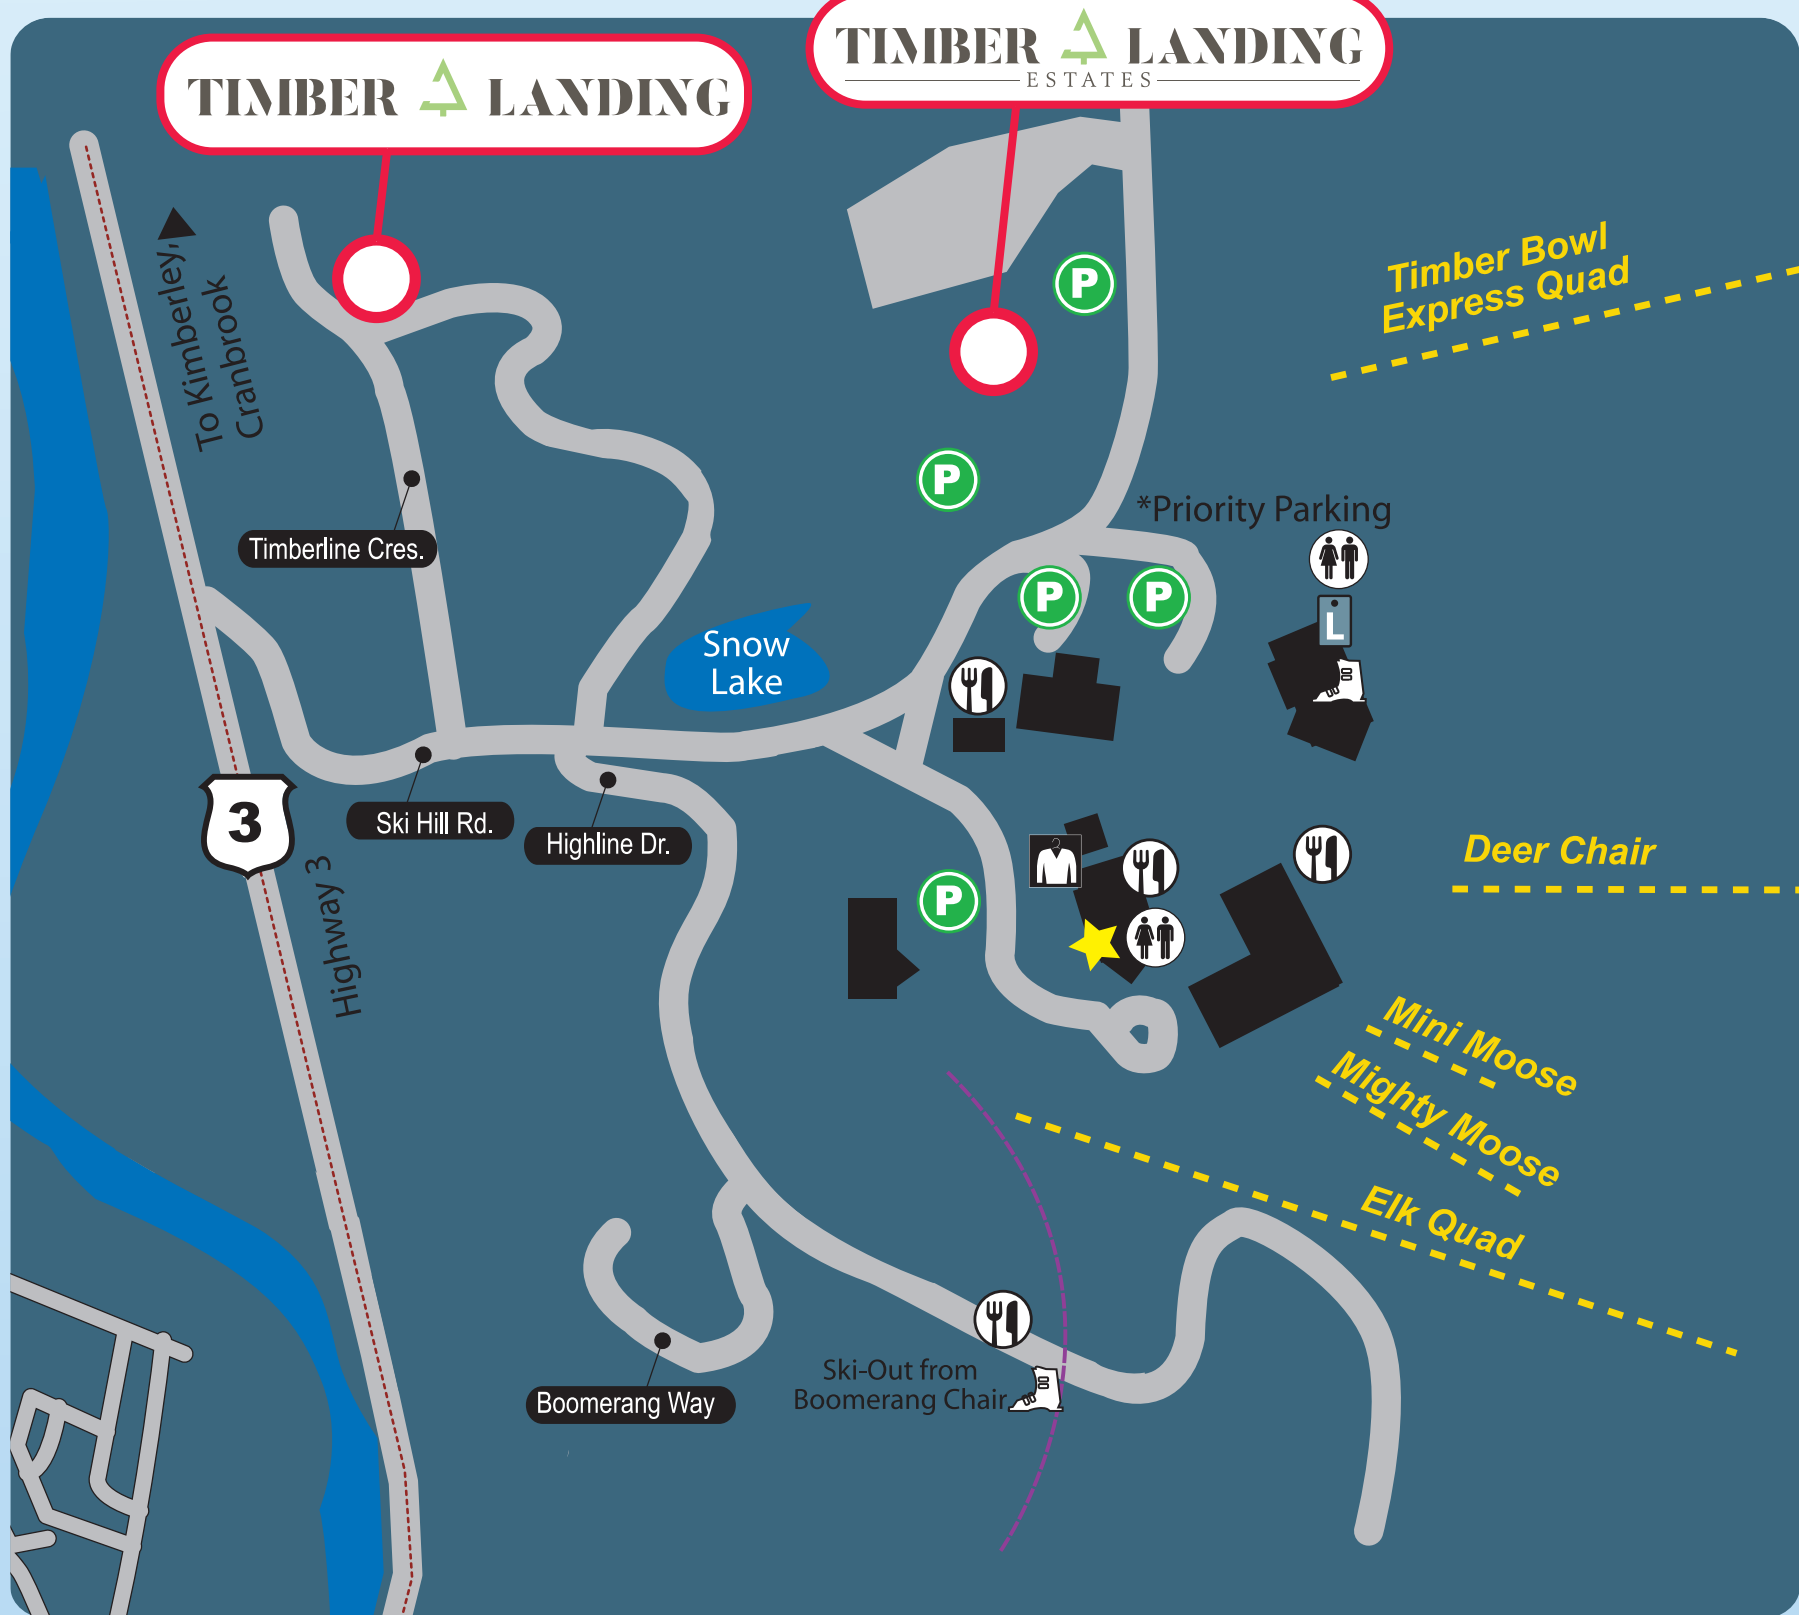 TIMBER LANDING
TIMBER LANDING
ESTATES
To Kimberley,
Cranbrook
Timber Bowl
Express Quad
P
P
*Priority Parking
Timberline Cres.
P
P
L
Snow
Lake
3
Ski Hill Rd.
Highline Dr.
Highway 3
Deer Chair
P
Mini Moose
Mighty Moose
Elk Quad
Ski-Out from
Boomerang Chair
Boomerang Way